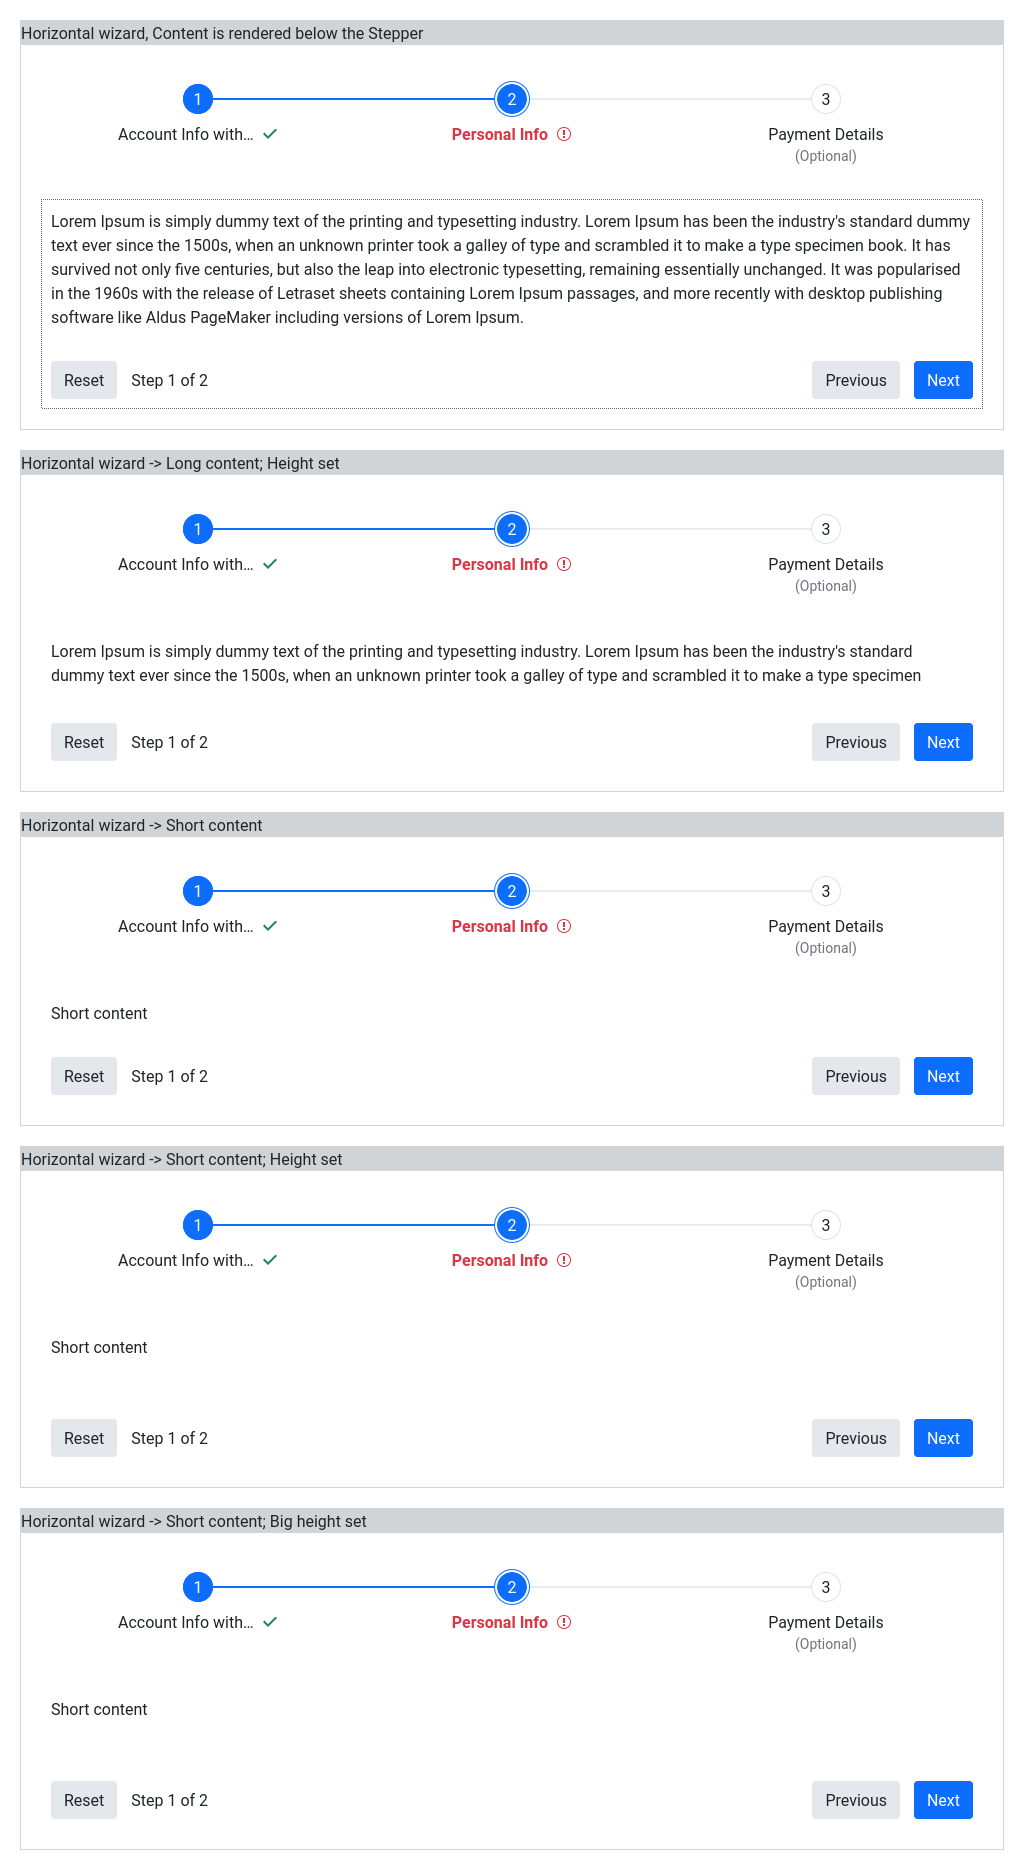 Horizontal wizard, Content is rendered below the Stepper
1 2 3
Account Info with... Personal Info Payment Details
(Optional)
Lorem Ipsum is simply dummy text of the printing and typesetting industry. Lorem Ipsum has been the industry's standard dummy
text ever since the 1500s, when an unknown printer took a galley of type and scrambled it to make a type specimen book. It has
survived not only five centuries, but also the leap into electronic typesetting, remaining essentially unchanged. It was popularised
in the 1960s with the release of Letraset sheets containing Lorem Ipsum passages, and more recently with desktop publishing
software like Aldus PageMaker including versions of Lorem Ipsum.
Reset Step 1 of 2 Previous Next
Horizontal wizard -> Long content; Height set
1 2 3
Account Info with... Personal Info Payment Details
(Optional)
Lorem Ipsum is simply dummy text of the printing and typesetting industry. Lorem Ipsum has been the industry's standard
dummy text ever since the 1500s, when an unknown printer took a galley of type and scrambled it to make a type specimen
Reset Step 1 of 2 Previous Next
Horizontal wizard -> Short content
1 2 3
Account Info with... Personal Info Payment Details
(Optional)
Short content
Reset Step 1 of 2 Previous Next
Horizontal wizard -> Short content; Height set
1 2 3
Account Info with... Personal Info Payment Details
(Optional)
Short content
Reset Step 1 of 2 Previous Next
Horizontal wizard -> Short content; Big height set
1 2 3
Account Info with... Personal Info Payment Details
(Optional)
Short content
Reset Step 1 of 2 Previous Next